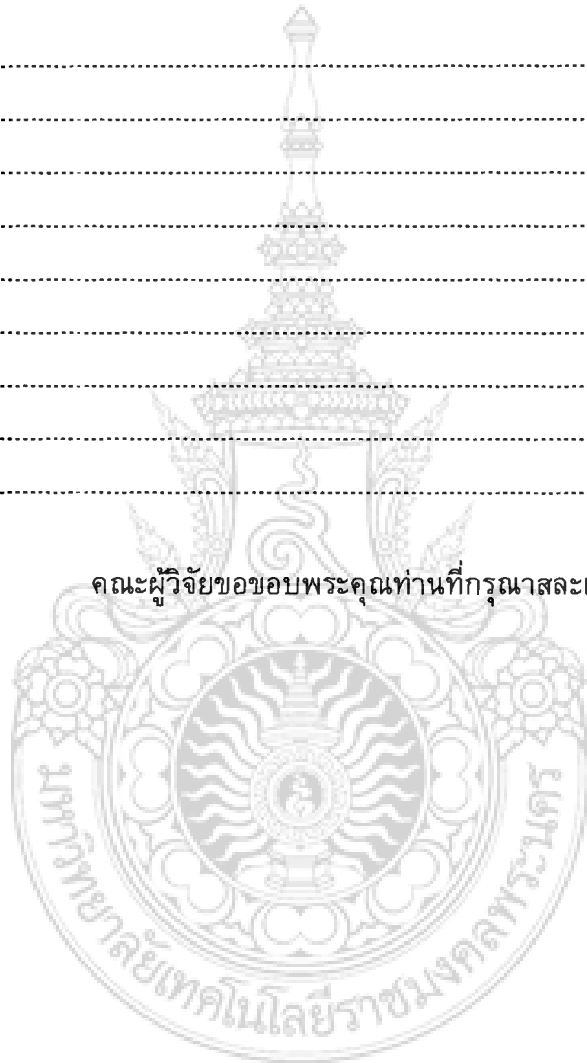 คณะผู้วิจัยขอขอบพระคุณท่านที่กรุณาสละเ
มหาวิทยาลัยเทคโนโลยีราชมงคลพระนคร